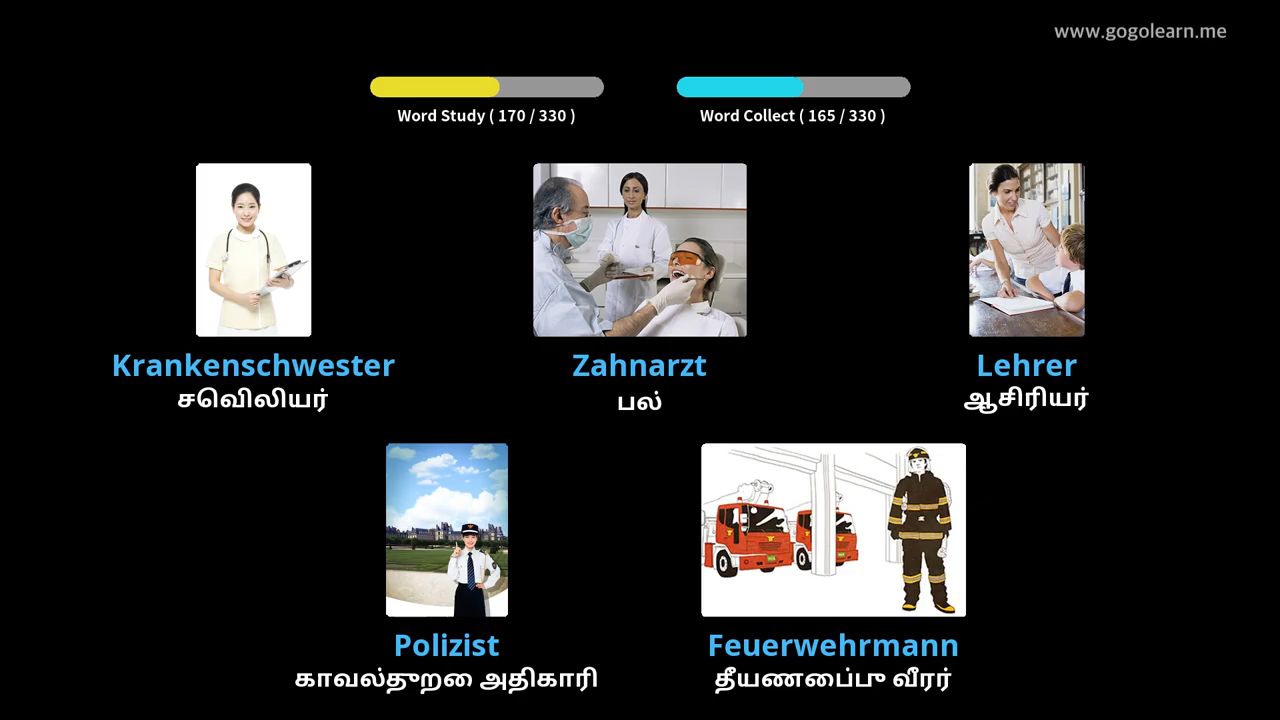 www.gogolearn.me
Word Study ( 170 / 330 )
Word Collect ( 165 / 330 )
Krankenschwester
செவிலியர்
Zahnarzt
பல்
Lehrer
ஆசிரியர்
Polizist
காவல்துறை அதிகாரி
Feuerwehrmann
தீயணைப்பு வீரர்